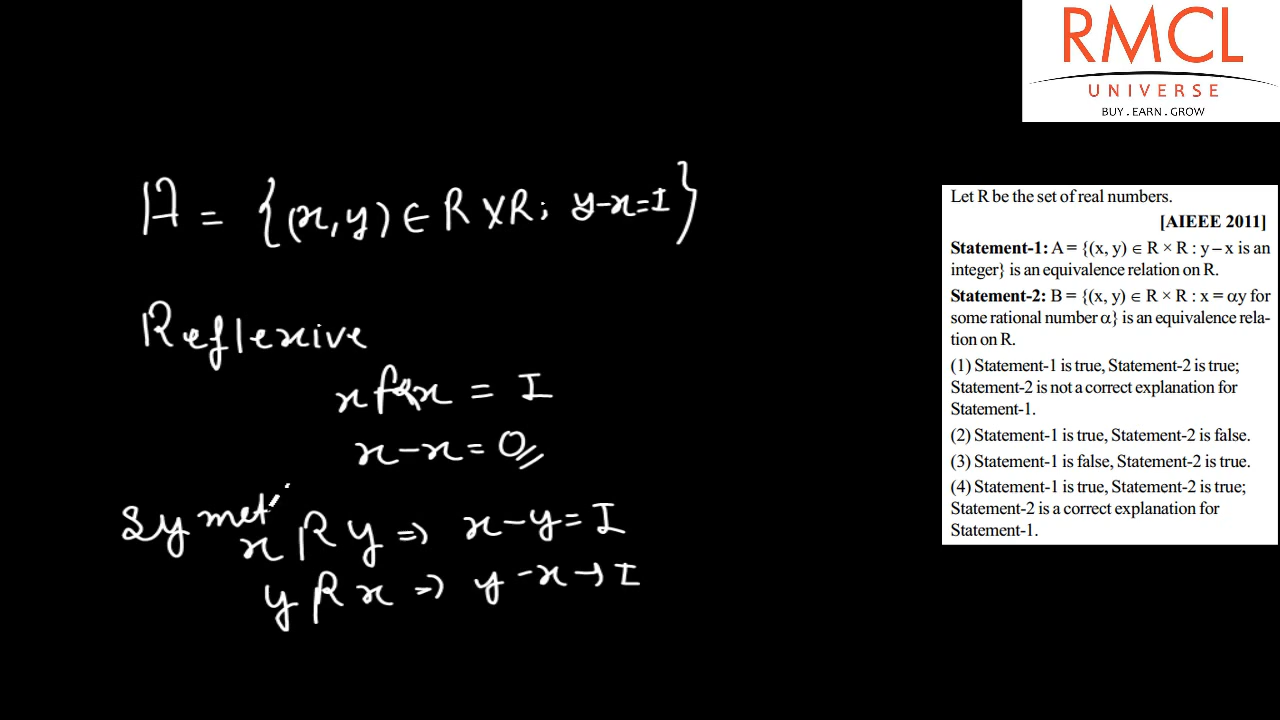 RMCL
UNIVERSE
BUY . EARN . GROW
A = {(x, y) ∈ R X R ; y-x=I}
Reflexive
x R x = I
x-x=0
Symet
x R y ⇒ x-y=I
y R x ⇒ y-x→I
Let R be the set of real numbers.
[AIEEE 2011]
Statement-1: A = {(x, y) ∈ R × R : y – x is an
integer} is an equivalence relation on R.
Statement-2: B = {(x, y) ∈ R × R : x = αy for
some rational number α} is an equivalence rela-
tion on R.
(1) Statement-1 is true, Statement-2 is true;
Statement-2 is not a correct explanation for
Statement-1.
(2) Statement-1 is true, Statement-2 is false.
(3) Statement-1 is false, Statement-2 is true.
(4) Statement-1 is true, Statement-2 is true;
Statement-2 is a correct explanation for
Statement-1.